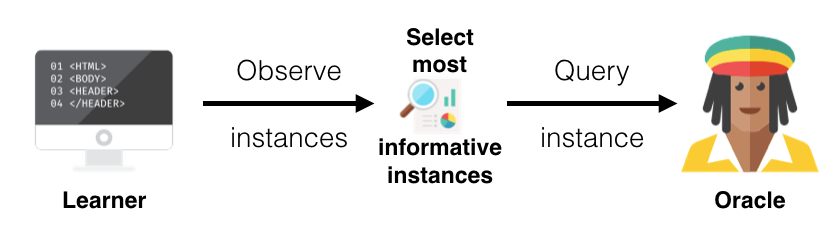 01 <HTML>
02 <BODY>
03 <HEADER>
04 </HEADER>
Learner
Observe
instances
Select
most
informative
instances
Query
instance
Oracle